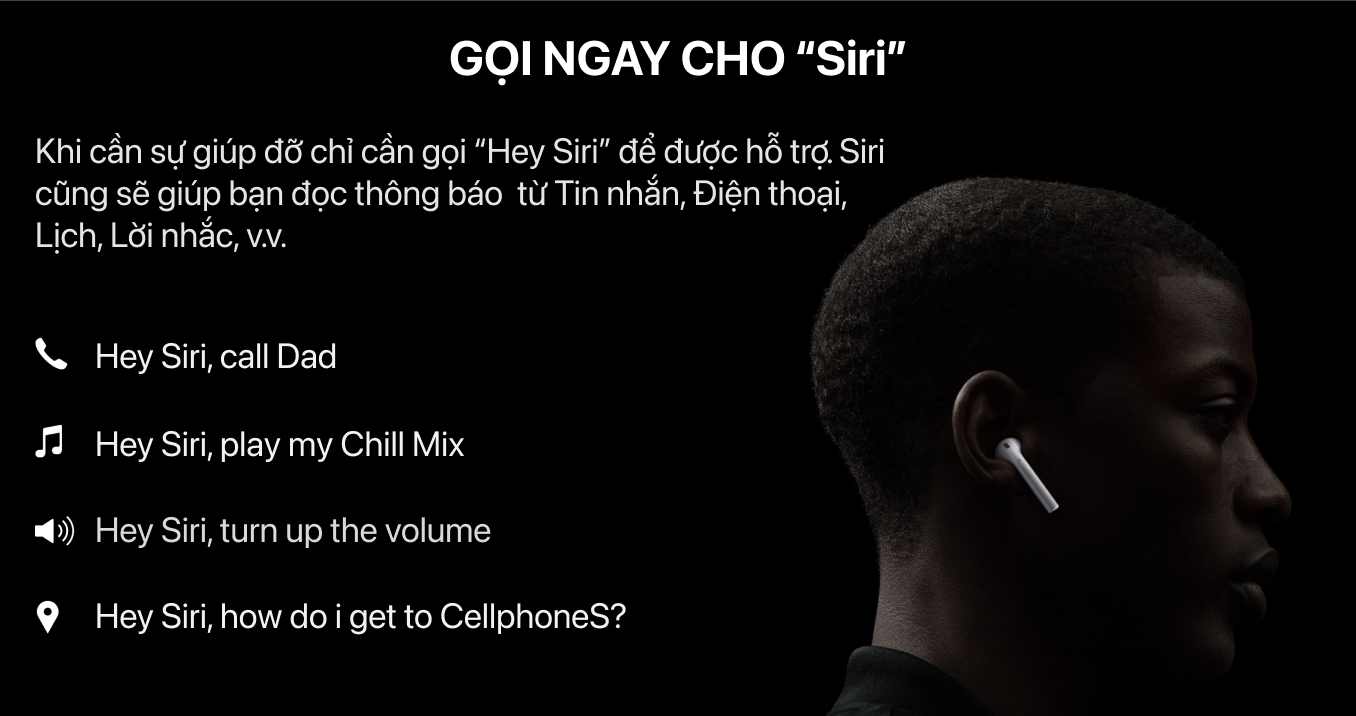 GỌI NGAY CHO “Siri”
Khi cần sự giúp đỡ chỉ cần gọi “Hey Siri” để được hỗ trợ. Siri
cũng sẽ giúp bạn đọc thông báo  từ Tin nhắn, Điện thoại,
Lịch, Lời nhắc, v.v.
Hey Siri, call Dad
Hey Siri, play my Chill Mix
Hey Siri, turn up the volume
Hey Siri, how do i get to CellphoneS?